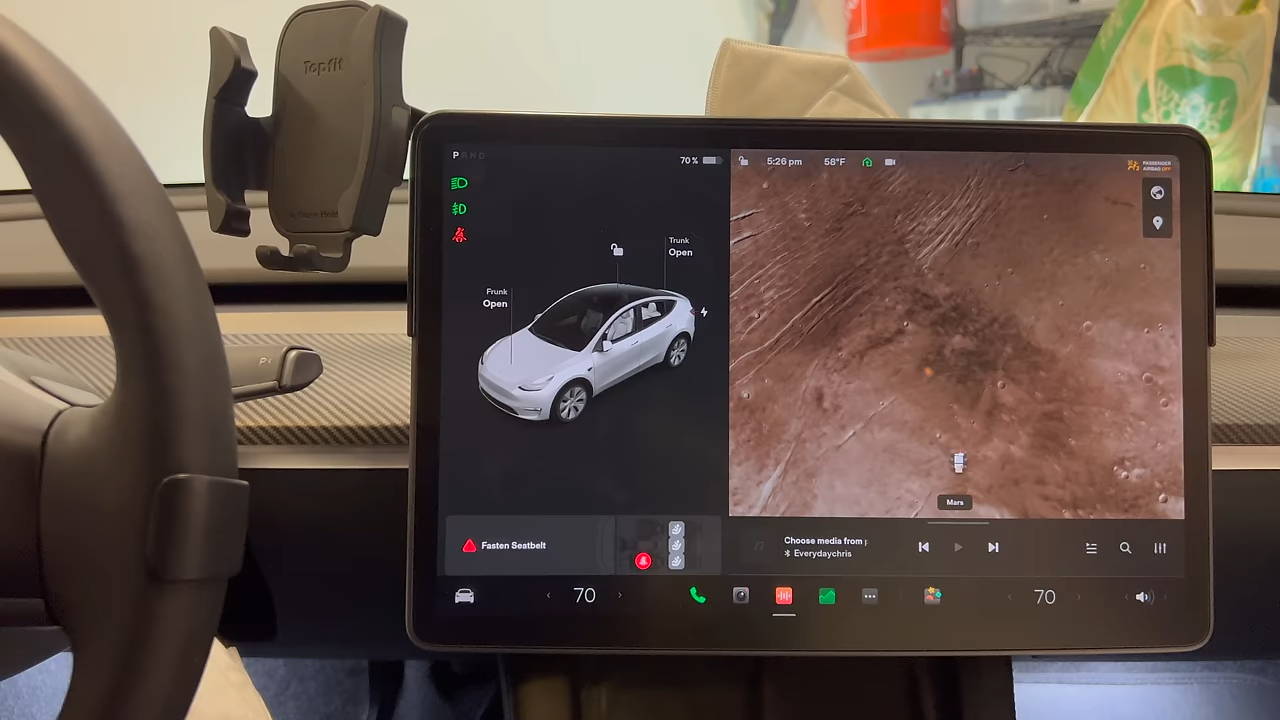 Topfit
P R N D
70 %
5:26 pm
58°F
PASSENGER
AIRBAG OFF
Trunk
Open
Frunk
Open
Mars
Fasten Seatbelt
Choose media from
Everydaychris
70
70